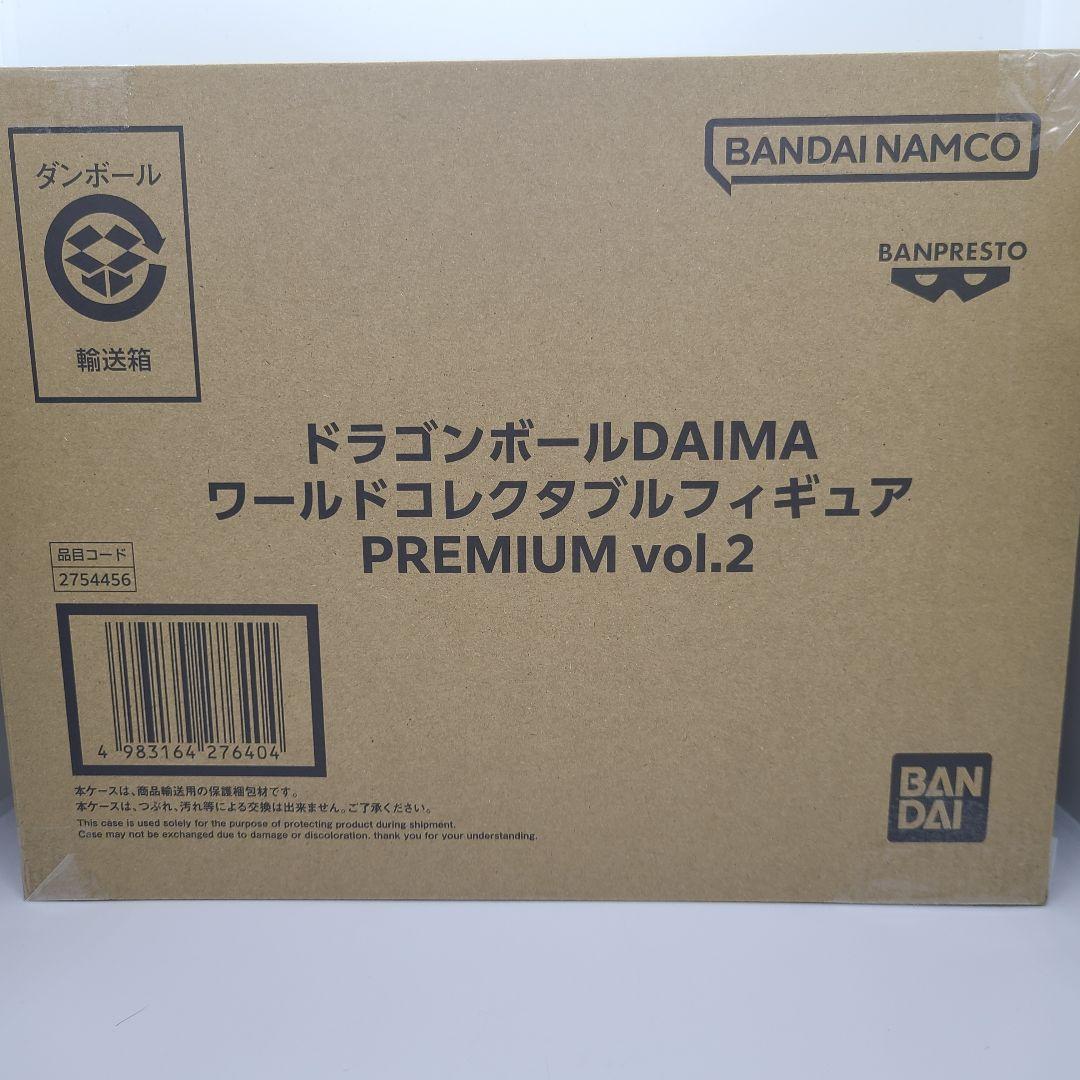 ダンボール
輸送箱
BANDAI NAMCO
BANPRESTO
ドラゴンボールDAIMA
ワールドコレクタブルフィギュア
PREMIUM vol.2
品目コード
2754456
4 983164 276404
本ケースは、商品輸送用の保護梱包材です。
本ケースは、つぶれ、汚れ等による交換は出来ません。ご了承ください。
This case is used solely for the purpose of protecting product during shipment.
Case may not be exchanged due to damage or discoloration. thank you for your understanding.
BAN
DAI